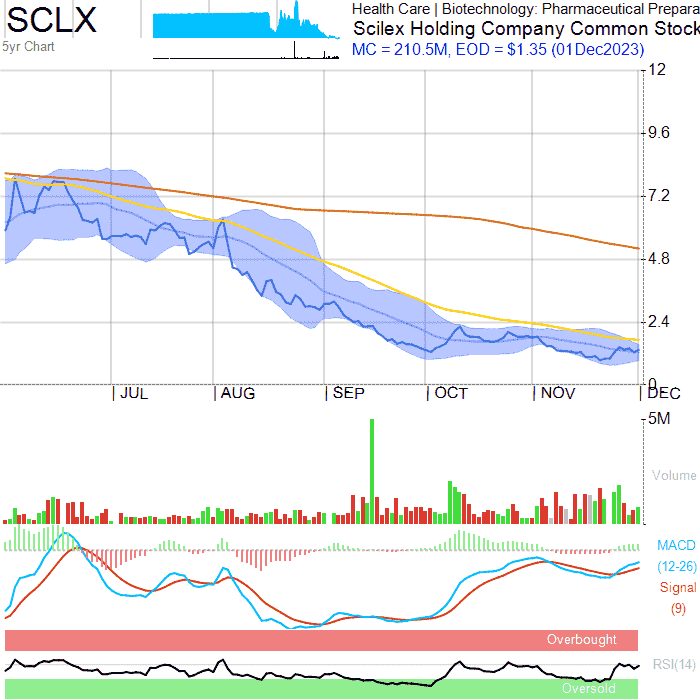 SCLX
5yr Chart
Health Care | Biotechnology: Pharmaceutical Prepara
Scilex Holding Company Common Stock
MC = 210.5M, EOD = $1.35 (01Dec2023)
12
9.6
7.2
4.8
2.4
0
JUL
AUG
SEP
OCT
NOV
DEC
5M
Volume
MACD
(12-26)
Signal
(9)
Overbought
RSI(14)
Oversold